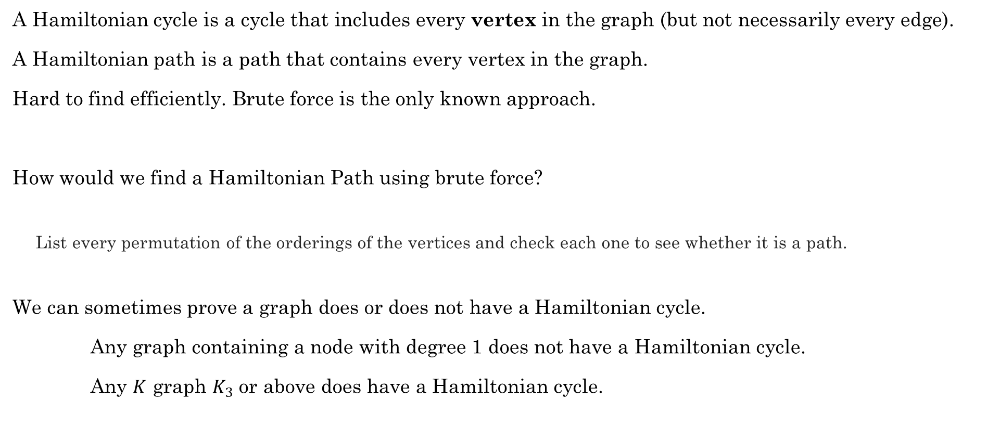 A Hamiltonian cycle is a cycle that includes every vertex in the graph (but not necessarily every edge).
A Hamiltonian path is a path that contains every vertex in the graph.
Hard to find efficiently. Brute force is the only known approach.
How would we find a Hamiltonian Path using brute force?
List every permutation of the orderings of the vertices and check each one to see whether it is a path.
We can sometimes prove a graph does or does not have a Hamiltonian cycle.
Any graph containing a node with degree 1 does not have a Hamiltonian cycle.
Any K graph K₃ or above does have a Hamiltonian cycle.